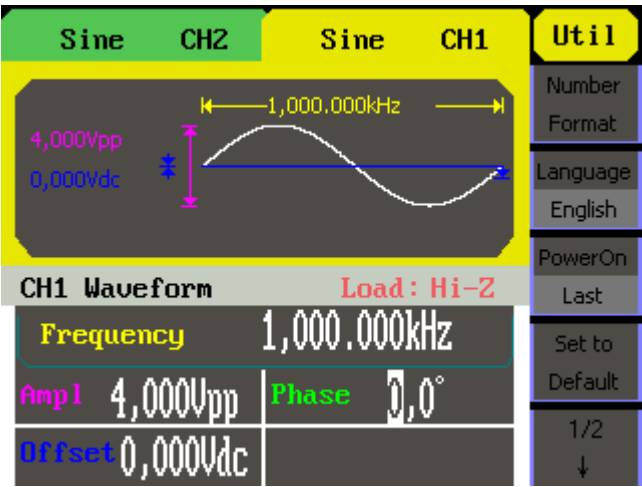 Sine CH2 Sine CH1 Util
1,000.000kHz
4,000Vpp
0,000Vdc
Number
Format
Language
English
PowerOn
Last
Set to
Default
1/2
↓
CH1 Waveform Load: Hi-Z
Frequency 1,000.000kHz
Ampl 4,000Vpp Phase 0,0°
Offset 0,000Vdc